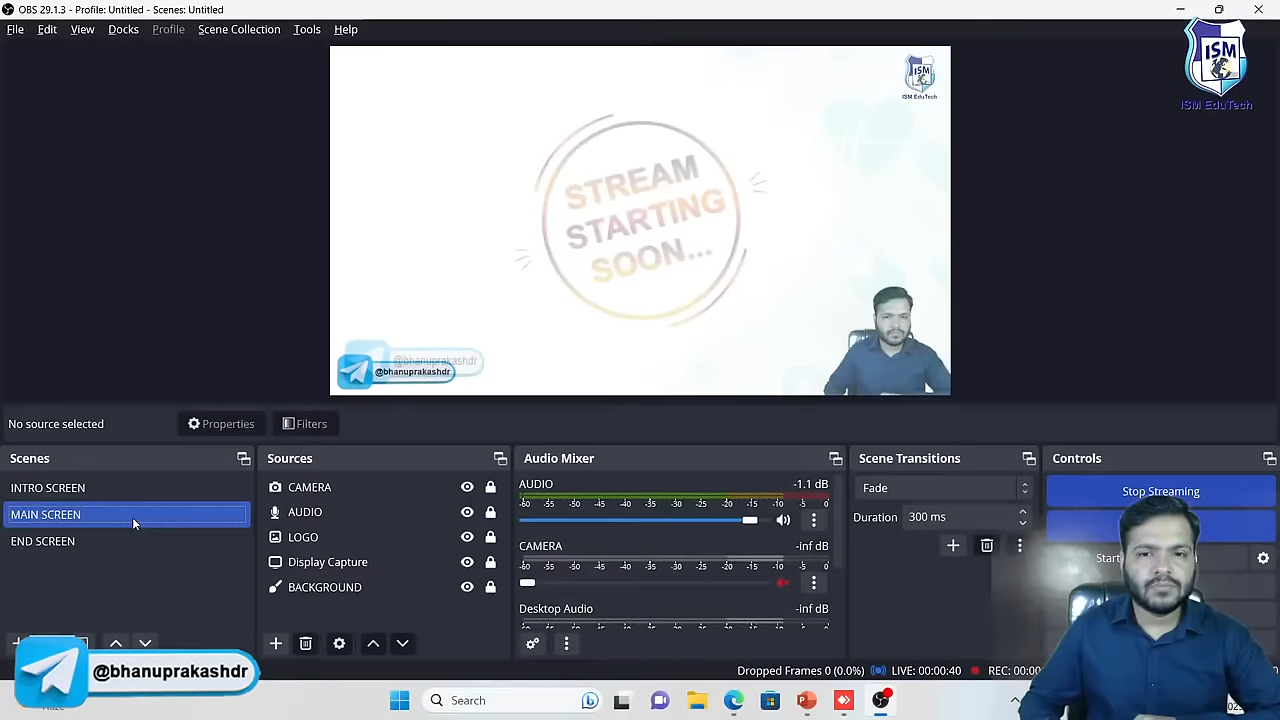 OBS 29.1.3 - Profile: Untitled - Scenes: Untitled
File Edit View Docks Profile Scene Collection Tools Help
ISM
ISM EduTech
ISM
ISM EduTech
STREAM
STARTING
SOON...
@bhanuprakashdr
@bhanuprakashdr
No source selected Properties Filters
Scenes
INTRO SCREEN
MAIN SCREEN
END SCREEN
Sources
CAMERA
AUDIO
LOGO
Display Capture
BACKGROUND
Audio Mixer
AUDIO -1.1 dB
-60 -55 -50 -45 -40 -35 -30 -25 -20 -15 -10 -5 0
CAMERA -inf dB
-60 -55 -50 -45 -40 -35 -30 -25 -20 -15 -10 -5 0
Desktop Audio -inf dB
Scene Transitions
Fade
Duration 300 ms
Controls
Stop Streaming
Start
Dropped Frames 0 (0.0%) LIVE: 00:00:40 REC: 00:00
@bhanuprakashdr
Haze
Search